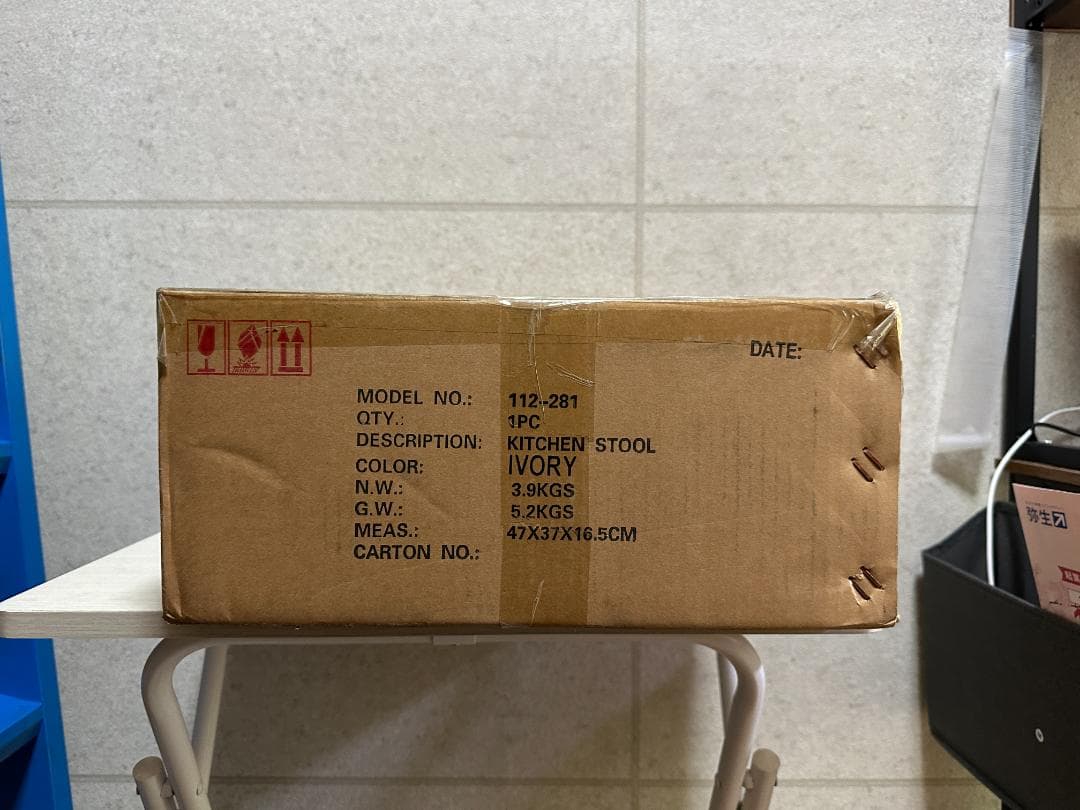 DATE:
MODEL NO.: 112-281
QTY.: 1PC
DESCRIPTION: KITCHEN STOOL
COLOR: IVORY
N.W.: 3.9KGS
G.W.: 5.2KGS
MEAS.: 47X37X16.5CM
CARTON NO.:
弥生